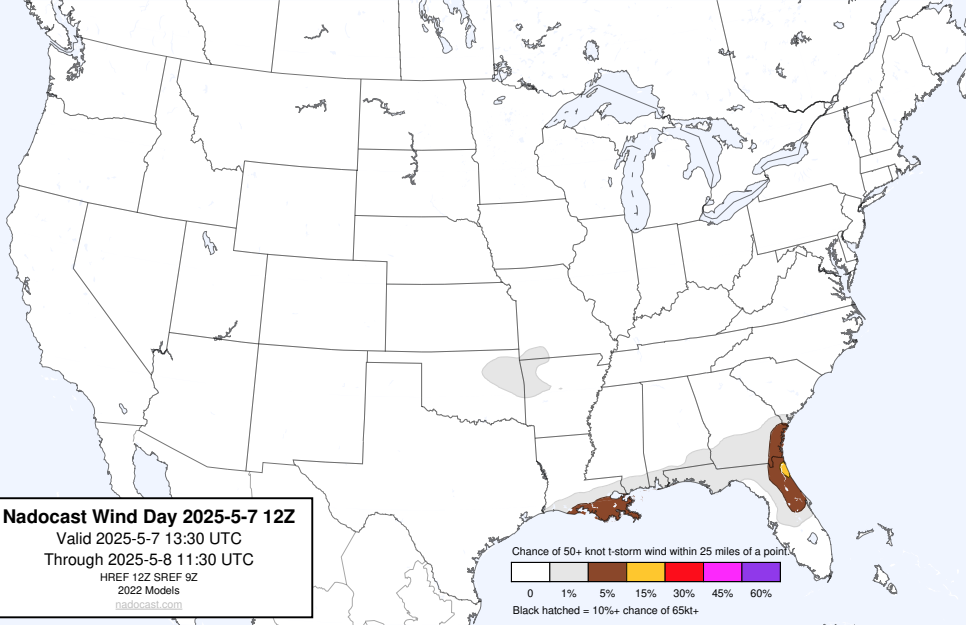 Nadocast Wind Day 2025-5-7 12Z
Valid 2025-5-7 13:30 UTC
Through 2025-5-8 11:30 UTC
HREF 12Z SREF 9Z
2022 Models
nadocast.com
Chance of 50+ knot t-storm wind within 25 miles of a point.
0 1% 5% 15% 30% 45% 60%
Black hatched = 10%+ chance of 65kt+